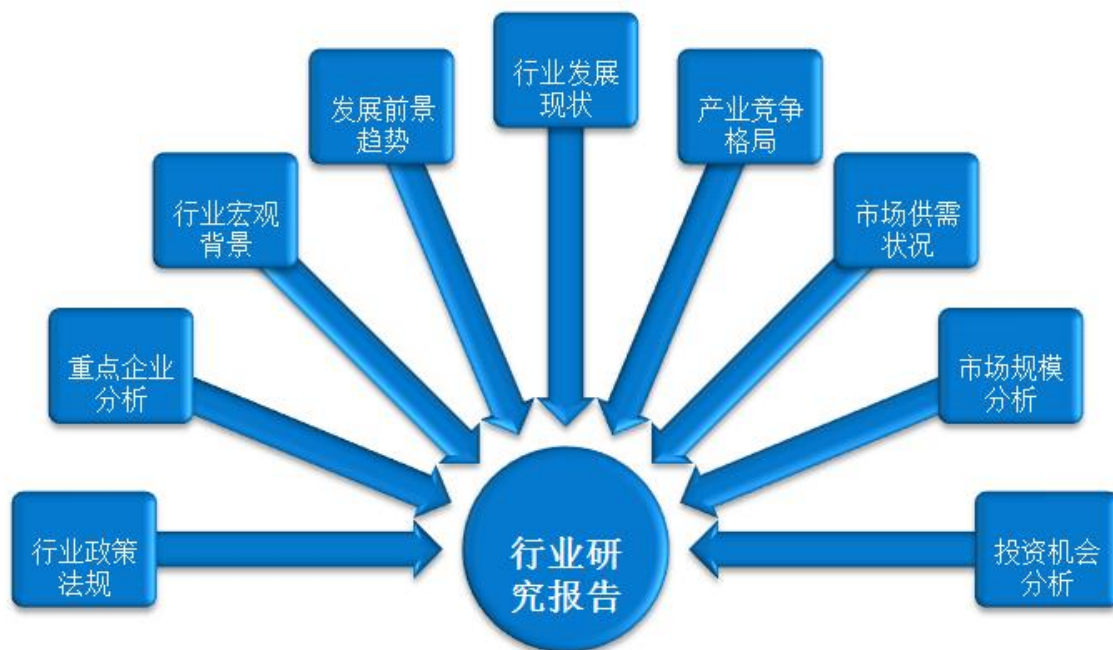 行业发展
现状
发展前景
趋势
产业竞争
格局
行业宏观
背景
市场供需
状况
重点企业
分析
市场规模
分析
行业政策
法规
行业研
究报告
投资机会
分析